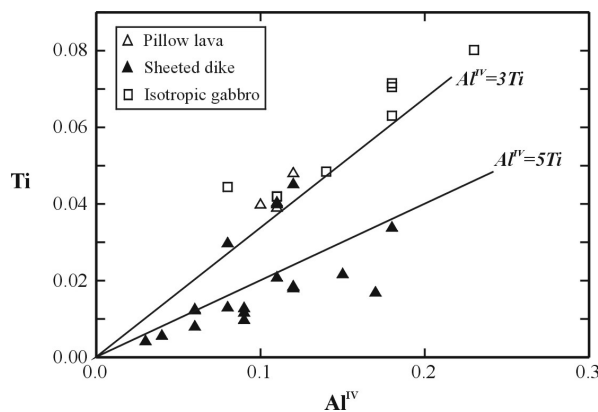 0.08
Pillow lava
Sheeted dike
Isotropic gabbro
Al^IV=3Ti
0.06
Al^IV=5Ti
Ti
0.04
0.02
0.00
0.0 0.1 0.2 0.3
Al^IV